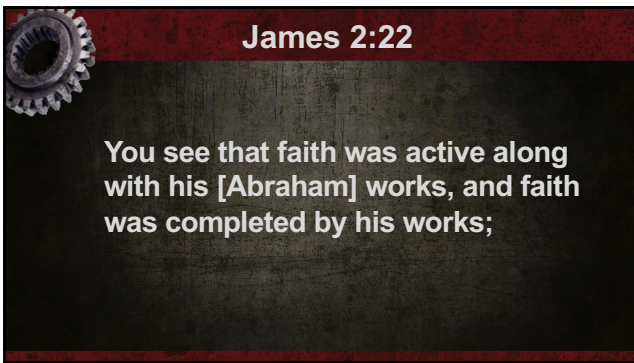 James 2:22
You see that faith was active along
with his [Abraham] works, and faith
was completed by his works;